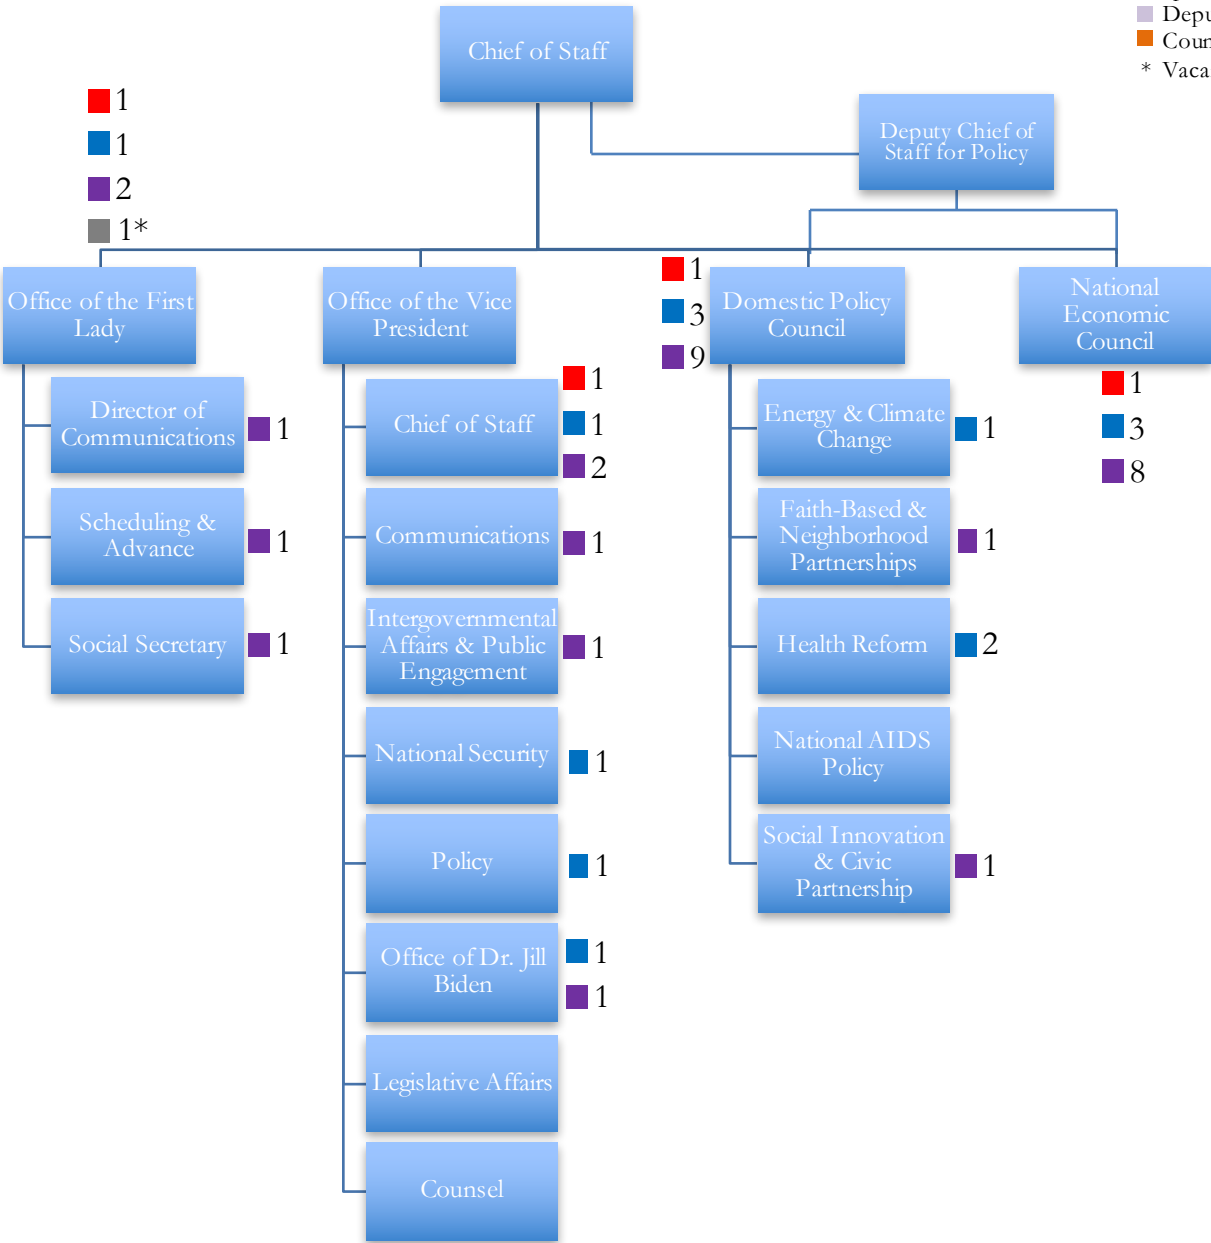 Chief of Staff
* Vaca
Deputy Chief of
Staff for Policy
1
1
2
1*
Office of the First
Lady
Director of
Communications
1
Scheduling &
Advance
1
Social Secretary
1
Office of the Vice
President
Chief of Staff
1
1
2
Communications
1
Intergovernmental
Affairs & Public
Engagement
1
National Security
1
Policy
1
Office of Dr. Jill
Biden
1
1
Legislative Affairs
Counsel
1
3
9
Domestic Policy
Council
Energy & Climate
Change
1
Faith-Based &
Neighborhood
Partnerships
1
Health Reform
2
National AIDS
Policy
Social Innovation
& Civic
Partnership
1
National
Economic
Council
1
3
8
Depu
Coun